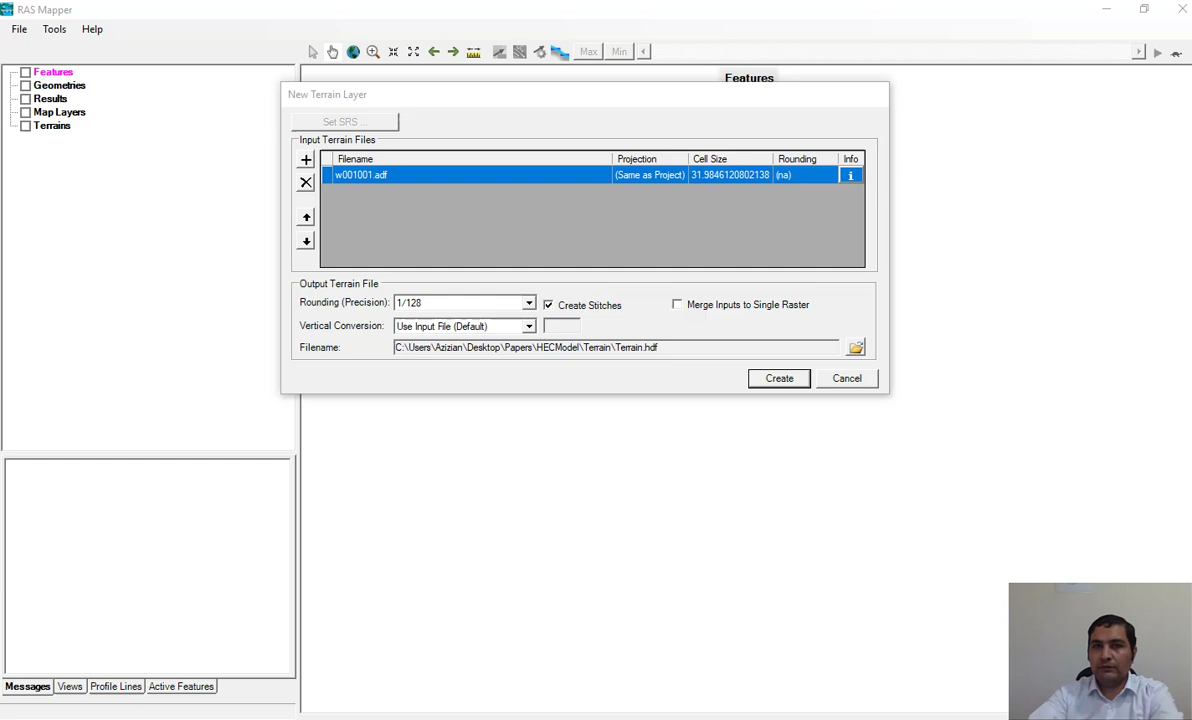 RAS Mapper
File Tools Help
Max Min
Features
Geometries
Results
Map Layers
Terrains
Features
New Terrain Layer
Set SRS ...
Input Terrain Files
Filename Projection Cell Size Rounding Info
w001001.adf (Same as Project) 31.9846120802138 (na) i
Output Terrain File
Rounding (Precision): 1/128 Create Stitches Merge Inputs to Single Raster
Vertical Conversion: Use Input File (Default)
Filename: C:\Users\Azizian\Desktop\Papers\HECModel\Terrain\Terrain.hdf
Create Cancel
Messages Views Profile Lines Active Features